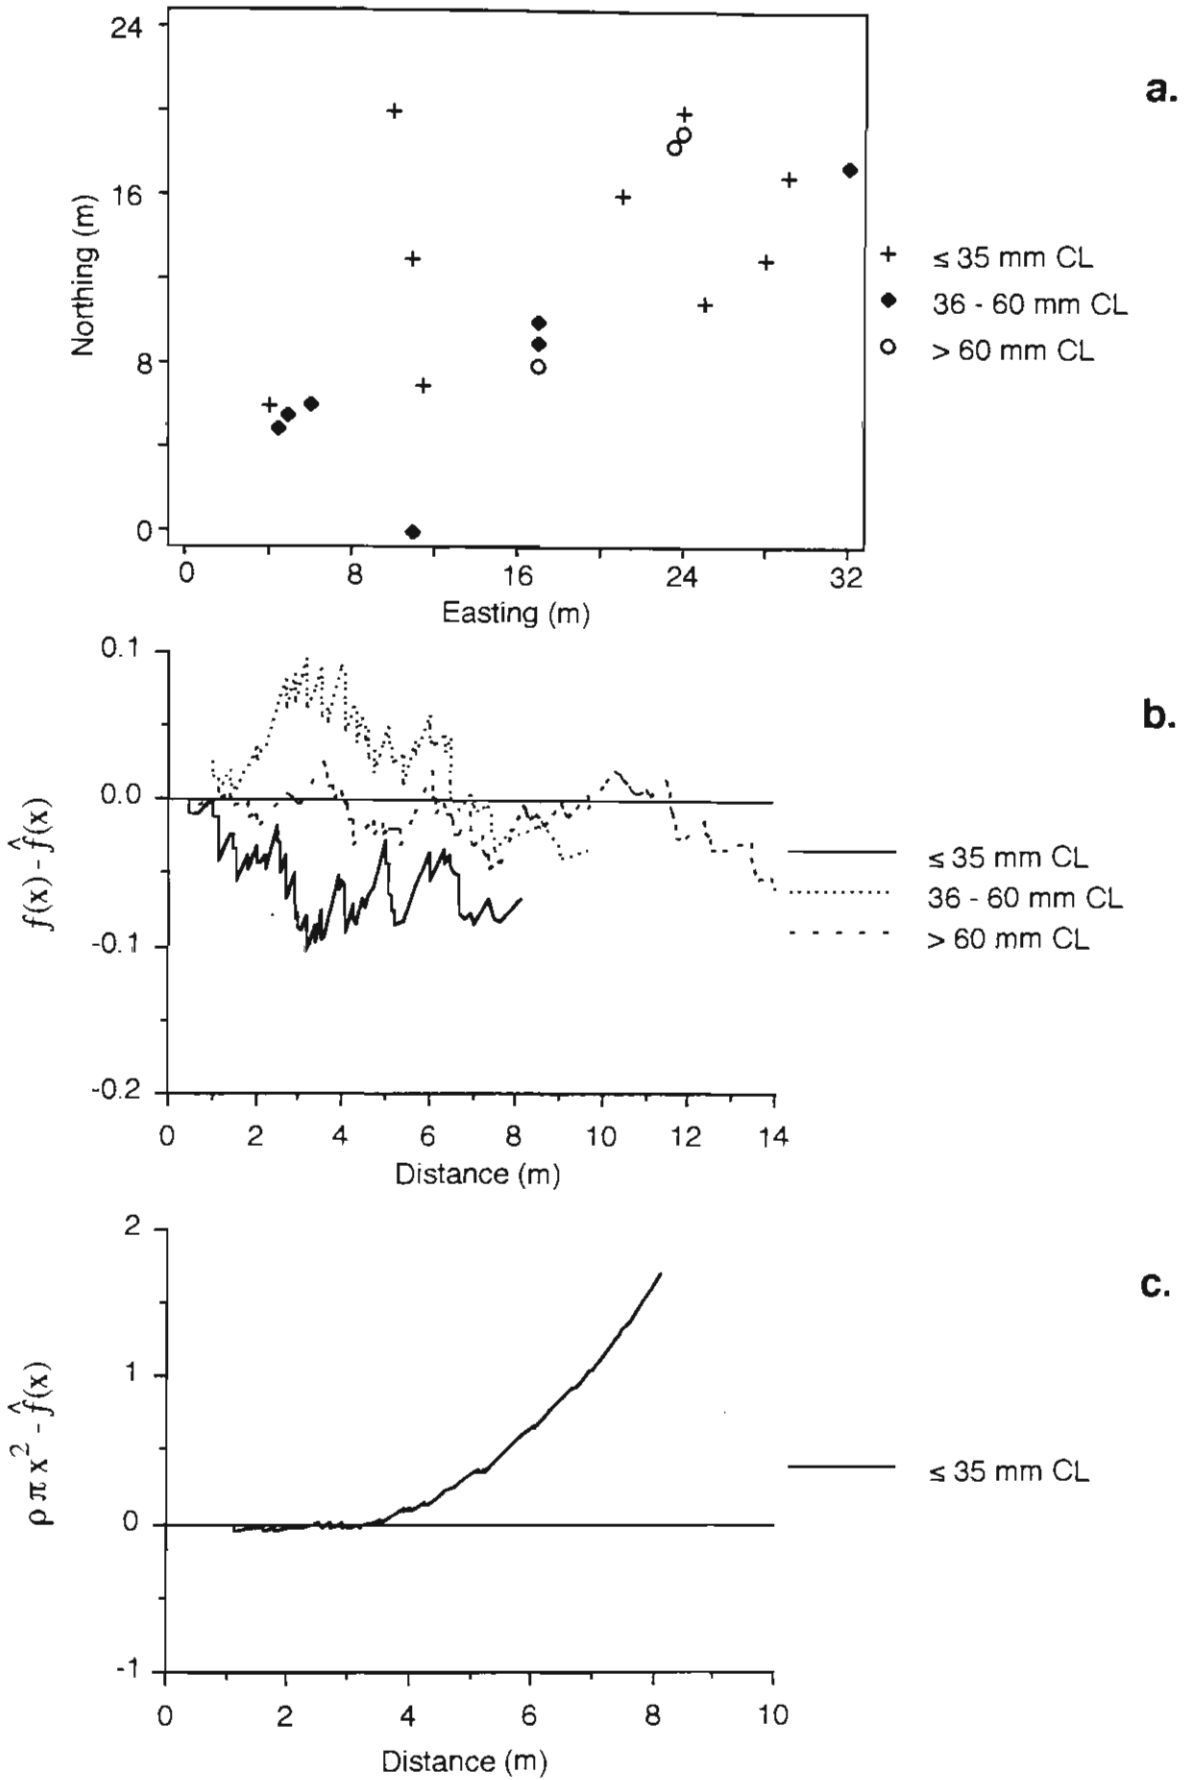 a.
24
16
8
0
Northing (m)
0 8 16 24 32
Easting (m)
≤ 35 mm CL
36 - 60 mm CL
> 60 mm CL
b.
0.1
0.0
-0.1
-0.2
f(x) - f̂(x)
0 2 4 6 8 10 12 14
Distance (m)
≤ 35 mm CL
36 - 60 mm CL
> 60 mm CL
c.
2
1
0
-1
ρ π x² - f̂(x)
0 2 4 6 8 10
Distance (m)
≤ 35 mm CL